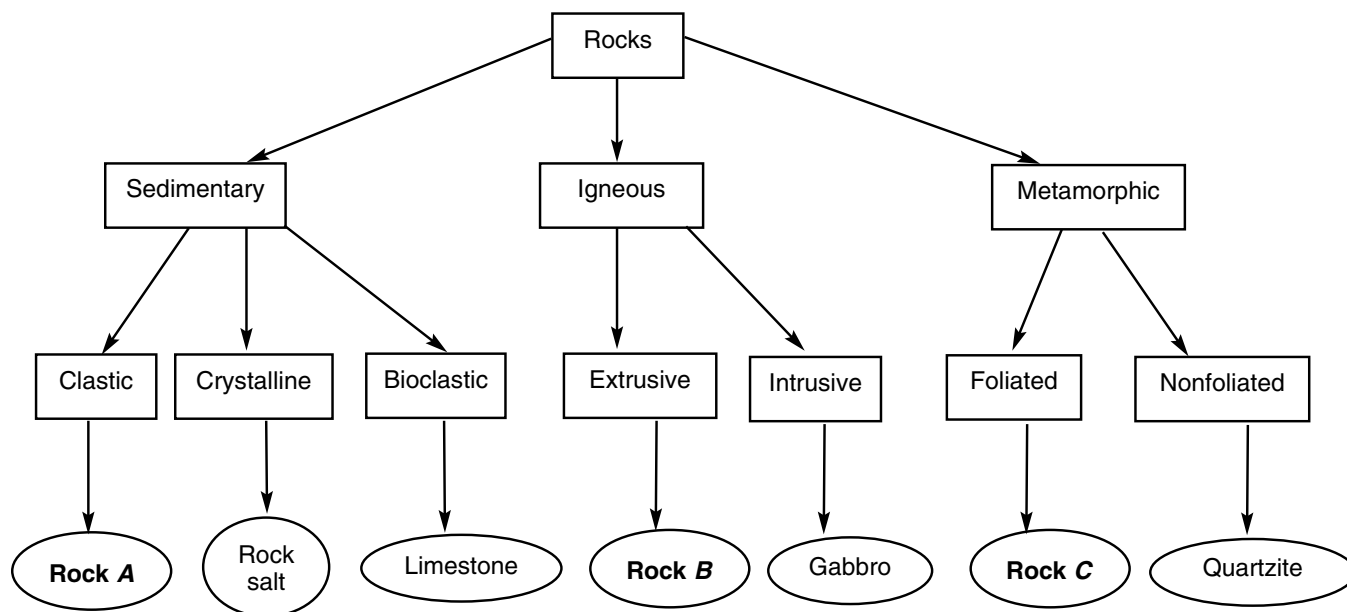 Rocks
Sedimentary
Igneous
Metamorphic
Clastic
Crystalline
Bioclastic
Extrusive
Intrusive
Foliated
Nonfoliated
Rock A
Rock
salt
Limestone
Rock B
Gabbro
Rock C
Quartzite